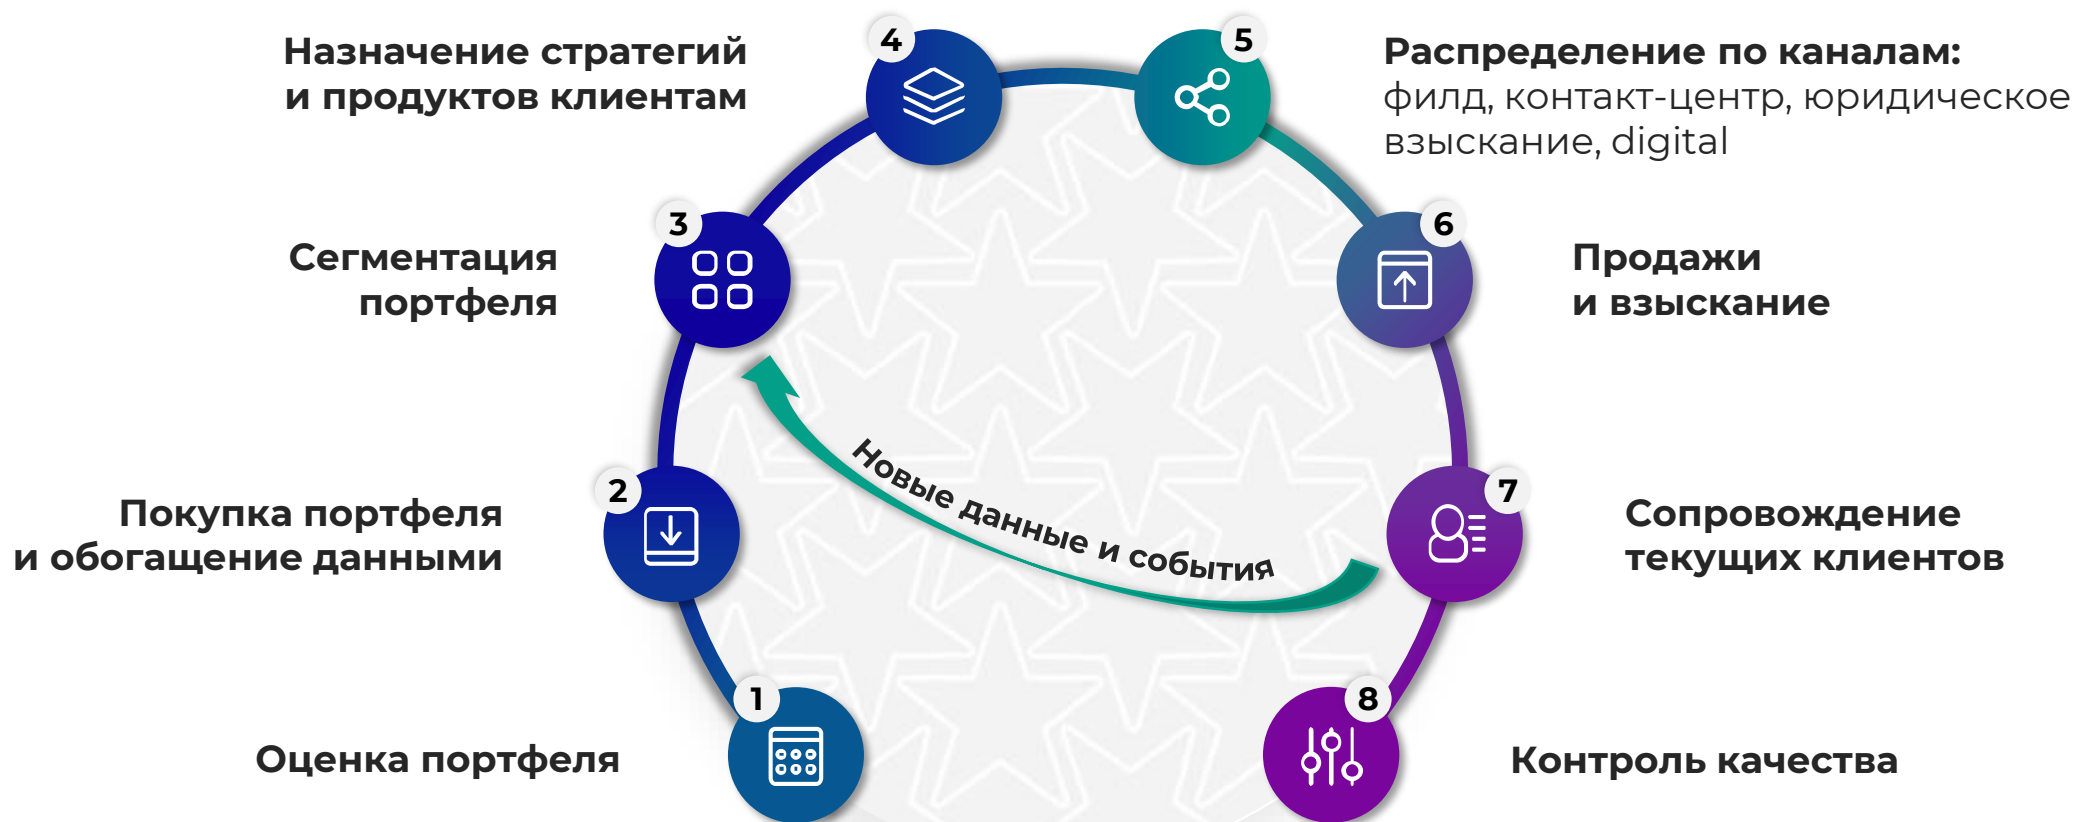 4
Назначение стратегий
и продуктов клиентам
5
Распределение по каналам:
филд, контакт-центр, юридическое
взыскание, digital
3
Сегментация
портфеля
6
Продажи
и взыскание
Новые данные и события
2
Покупка портфеля
и обогащение данными
7
Сопровождение
текущих клиентов
1
Оценка портфеля
8
Контроль качества